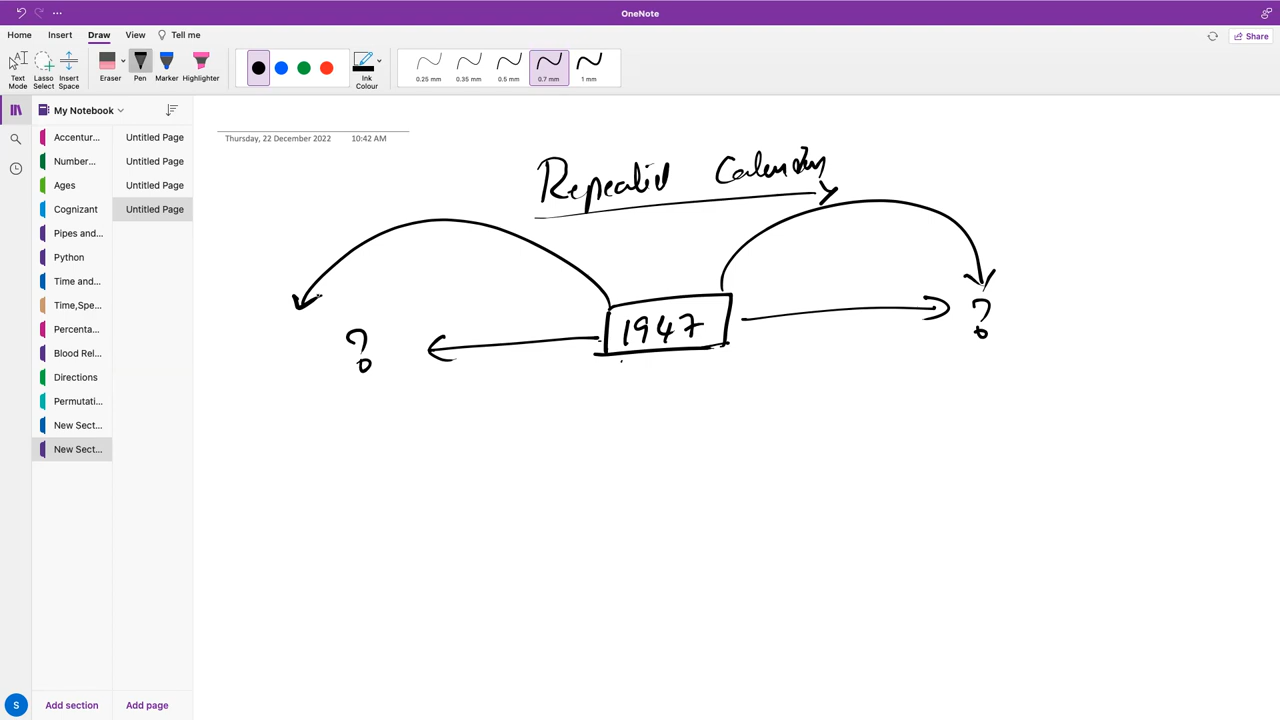 OneNote
Home Insert Draw View Tell me
Share
Text Mode
Lasso Select
Insert Space
Eraser
Pen
Marker
Highlighter
Ink Colour
0.25 mm
0.35 mm
0.5 mm
0.7 mm
1 mm
My Notebook
Accentur...
Number...
Ages
Cognizant
Pipes and...
Python
Time and...
Time,Spe...
Percenta...
Blood Rel...
Directions
Permutati...
New Sect...
New Sect...
Untitled Page
Untitled Page
Untitled Page
Untitled Page
Thursday, 22 December 2022 10:42 AM
Repeated Calendar
? 1947 ?
S
Add section
Add page